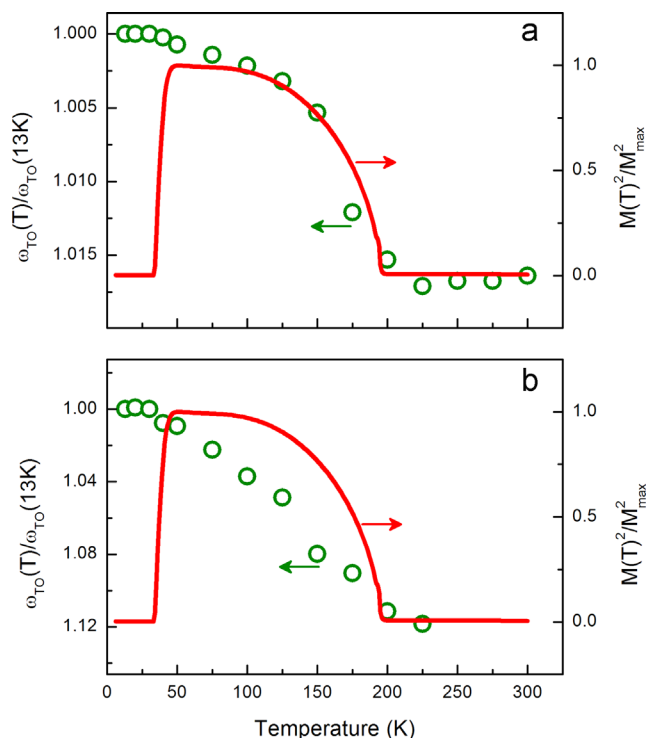 a
1.000
1.005
1.010
1.015
ω_TO(T)/ω_TO(13K)
1.0
0.5
0.0
M(T)²/M²_max
b
1.00
1.04
1.08
1.12
ω_TO(T)/ω_TO(13K)
1.0
0.5
0.0
M(T)²/M²_max
0 50 100 150 200 250 300
Temperature (K)